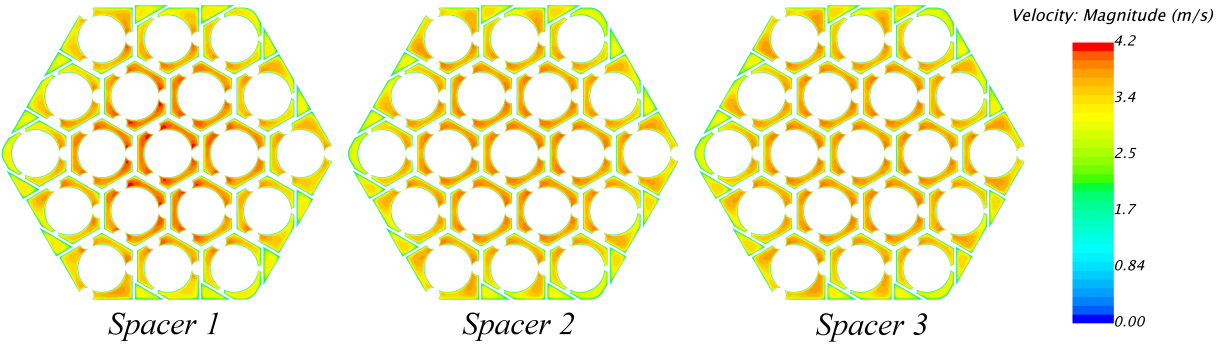 Velocity: Magnitude (m/s)
4.2
3.4
2.5
1.7
0.84
0.00
Spacer 1
Spacer 2
Spacer 3